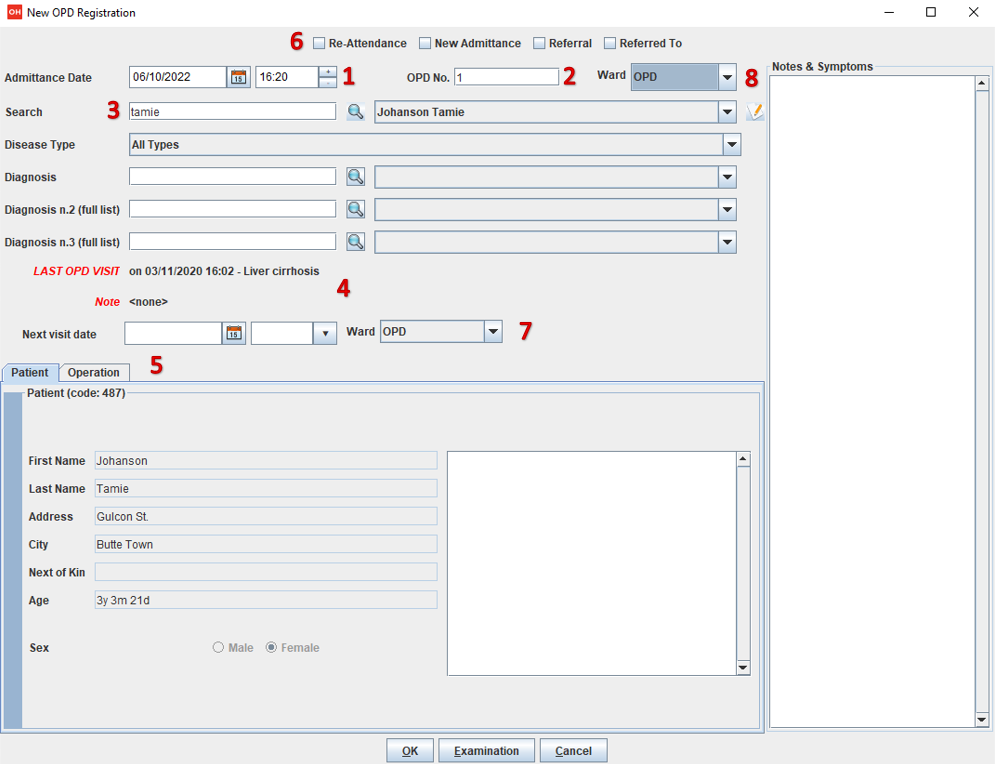 OH New OPD Registration
6 Re-Attendance New Admittance Referral Referred To
Admittance Date 06/10/2022 15 16:20 1 OPD No. 1 2 Ward OPD 8
Notes & Symptoms
Search 3 tamie Johanson Tamie
Disease Type All Types
Diagnosis
Diagnosis n.2 (full list)
Diagnosis n.3 (full list)
LAST OPD VISIT on 03/11/2020 16:02 - Liver cirrhosis
4
Note <none>
Next visit date 15 Ward OPD 7
Patient Operation 5
Patient (code: 487)
First Name Johanson
Last Name Tamie
Address Gulcon St.
City Butte Town
Next of Kin
Age 3y 3m 21d
Sex Male Female
OK Examination Cancel